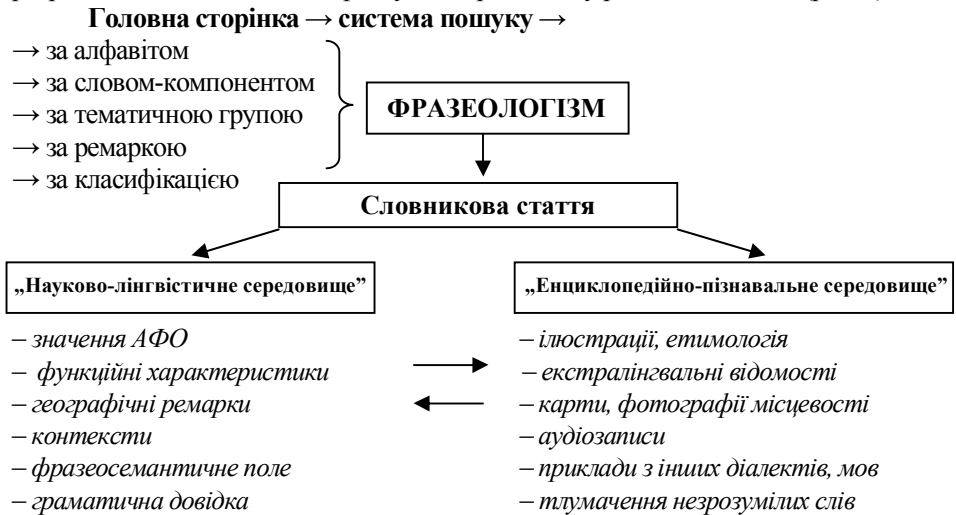 Головна сторінка → система пошуку →
→ за алфавітом
→ за словом-компонентом
→ за тематичною групою
→ за ремаркою
→ за класифікацією
ФРАЗЕОЛОГІЗМ
Словникова стаття
„Науково-лінгвістичне середовище”
– значення АФО
– функційні характеристики
– географічні ремарки
– контексти
– фразеосемантичне поле
– граматична довідка
„Енциклопедійно-пізнавальне середовище”
– ілюстрації, етимологія
– екстралінгвальні відомості
– карти, фотографії місцевості
– аудіозаписи
– приклади з інших діалектів, мов
– тлумачення незрозумілих слів